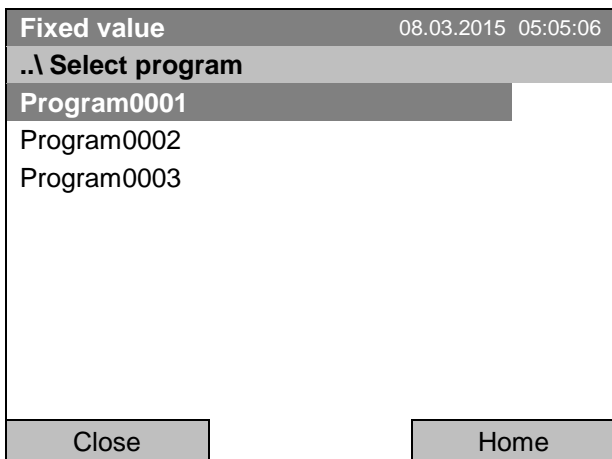 Fixed value 08.03.2015 05:05:06
..\ Select program
Program0001
Program0002
Program0003
Close Home